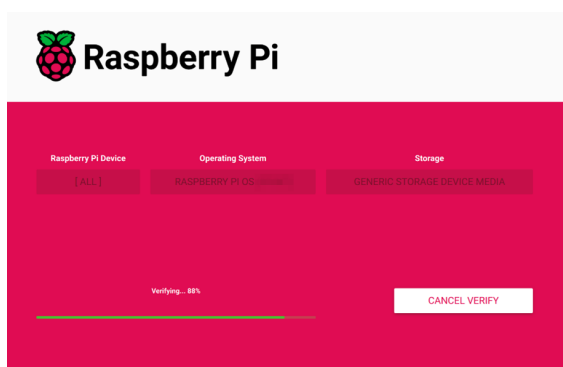 Raspberry Pi
Raspberry Pi Device
Operating System
Storage
[ ALL ]
RASPBERRY PI OS
GENERIC STORAGE DEVICE MEDIA
Verifying... 88%
CANCEL VERIFY